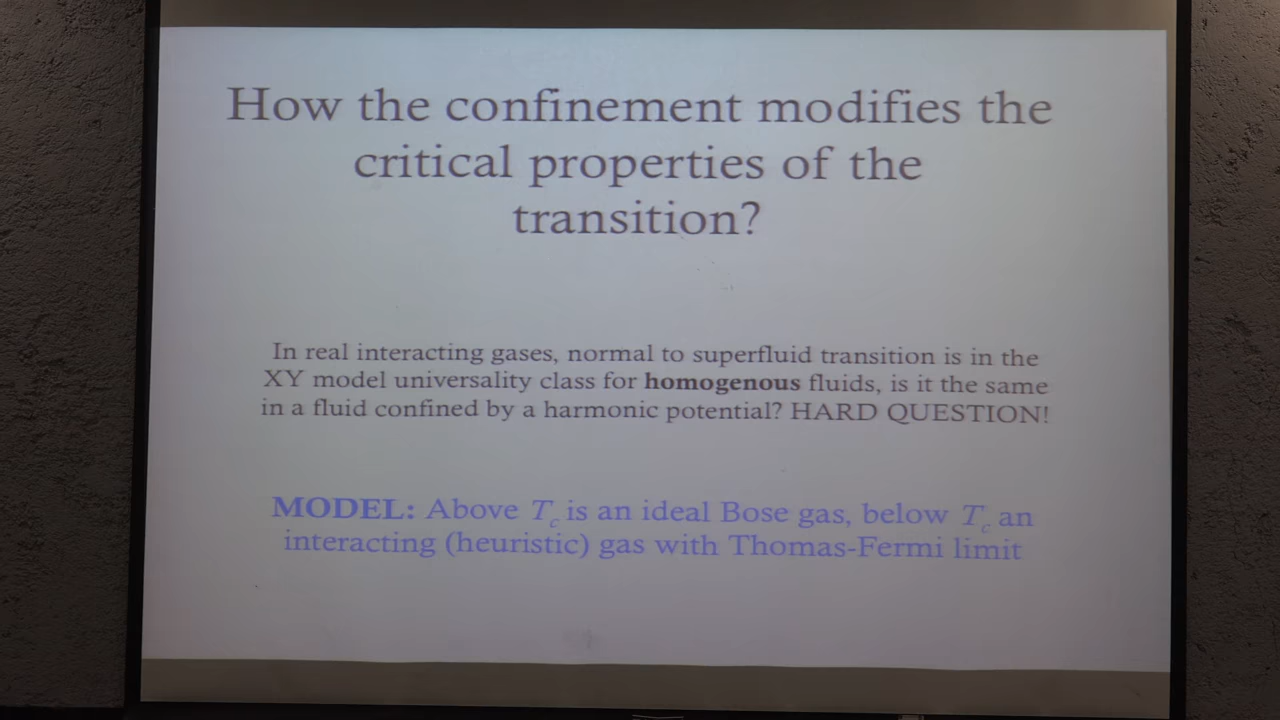 How the confinement modifies the
critical properties of the
transition?
In real interacting gases, normal to superfluid transition is in the
XY model universality class for homogenous fluids, is it the same
in a fluid confined by a harmonic potential? HARD QUESTION!
MODEL: Above Tc is an ideal Bose gas, below Tc an
interacting (heuristic) gas with Thomas-Fermi limit